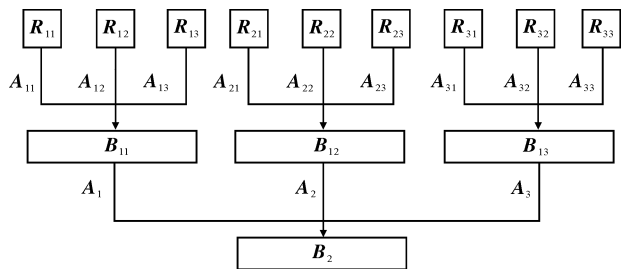 R₁₁ R₁₂ R₁₃ R₂₁ R₂₂ R₂₃ R₃₁ R₃₂ R₃₃
A₁₁ A₁₂ A₁₃ A₂₁ A₂₂ A₂₃ A₃₁ A₃₂ A₃₃
B₁₁ B₁₂ B₁₃
A₁ A₂ A₃
B₂